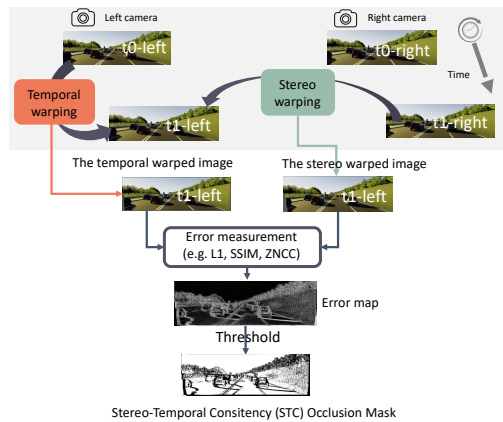 Left camera
Right camera
t0-left
t0-right
Time
Temporal
warping
Stereo
warping
t1-left
t1-right
The temporal warped image
The stereo warped image
t1-left
t1-left
Error measurement
(e.g. L1, SSIM, ZNCC)
Error map
Threshold
Stereo-Temporal Consitency (STC) Occlusion Mask